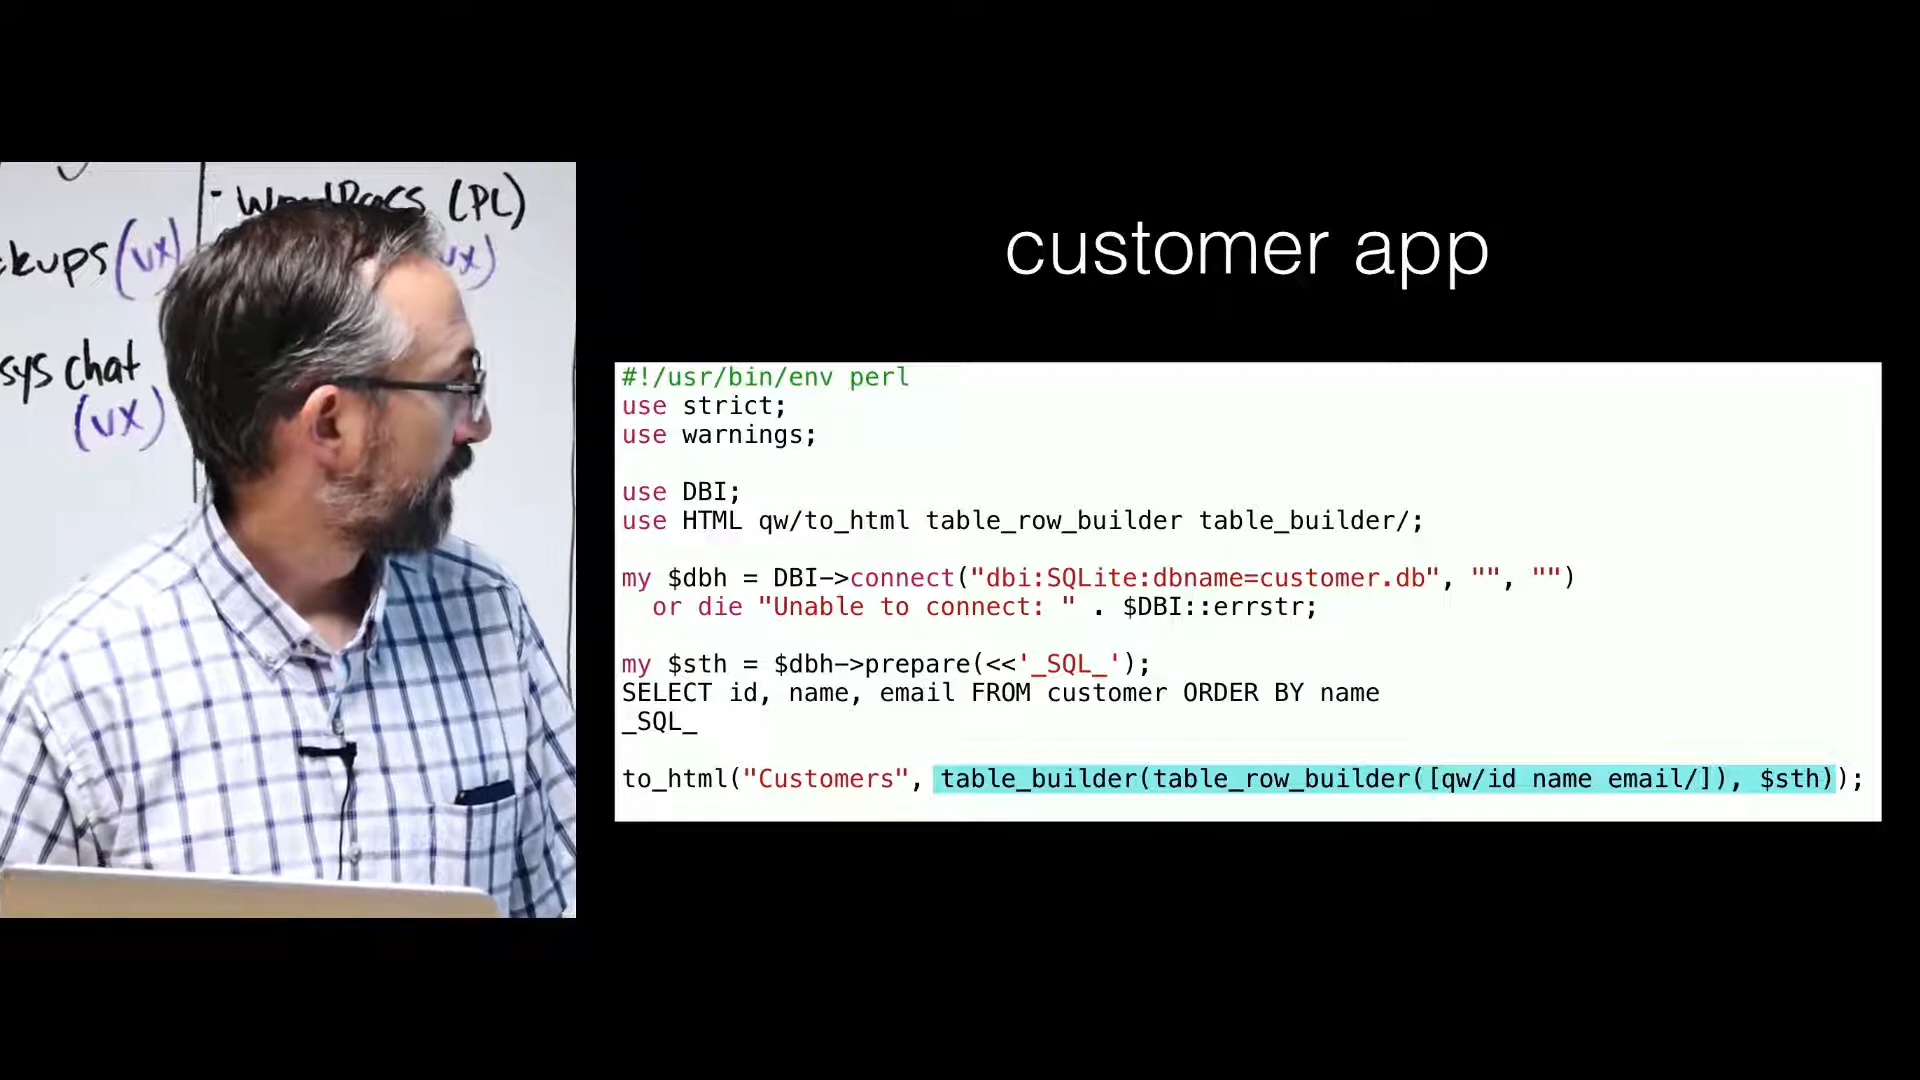 (PL)
(vx)
vx)
sys chat
(vx)
customer app
#!/usr/bin/env perl
use strict;
use warnings;
use DBI;
use HTML qw/to_html table_row_builder table_builder/;
my $dbh = DBI->connect("dbi:SQLite:dbname=customer.db", "", "")
or die "Unable to connect: " . $DBI::errstr;
my $sth = $dbh->prepare(<<'_SQL_');
SELECT id, name, email FROM customer ORDER BY name
_SQL_
to_html("Customers", table_builder(table_row_builder([qw/id name email/]), $sth));